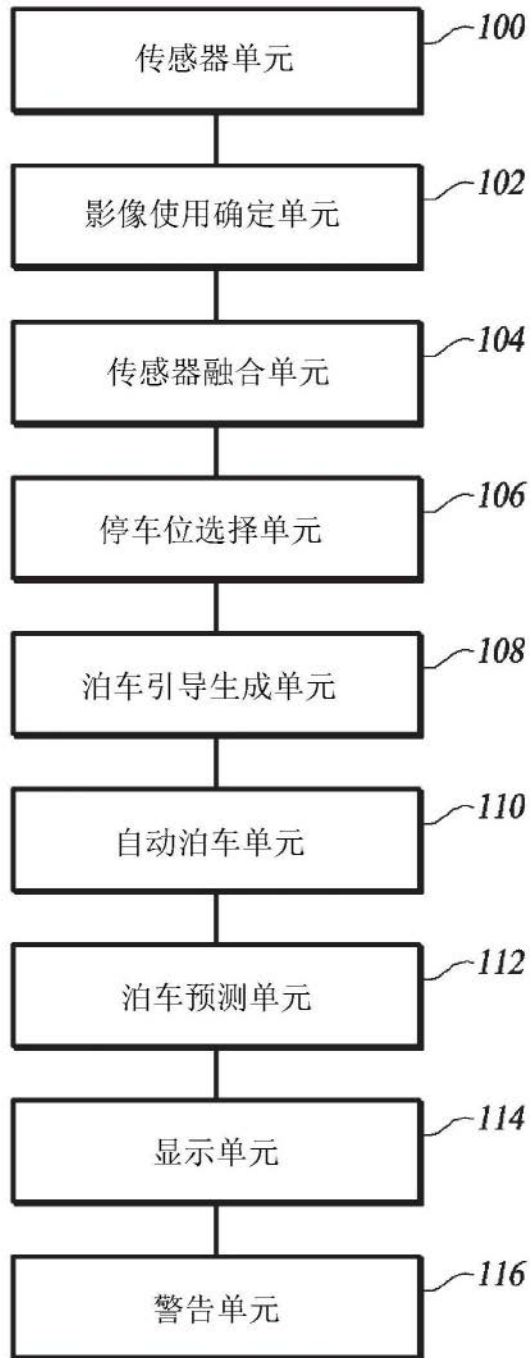 100
传感器单元
102
影像使用确定单元
104
传感器融合单元
106
停车位选择单元
108
泊车引导生成单元
110
自动泊车单元
112
泊车预测单元
114
显示单元
116
警告单元